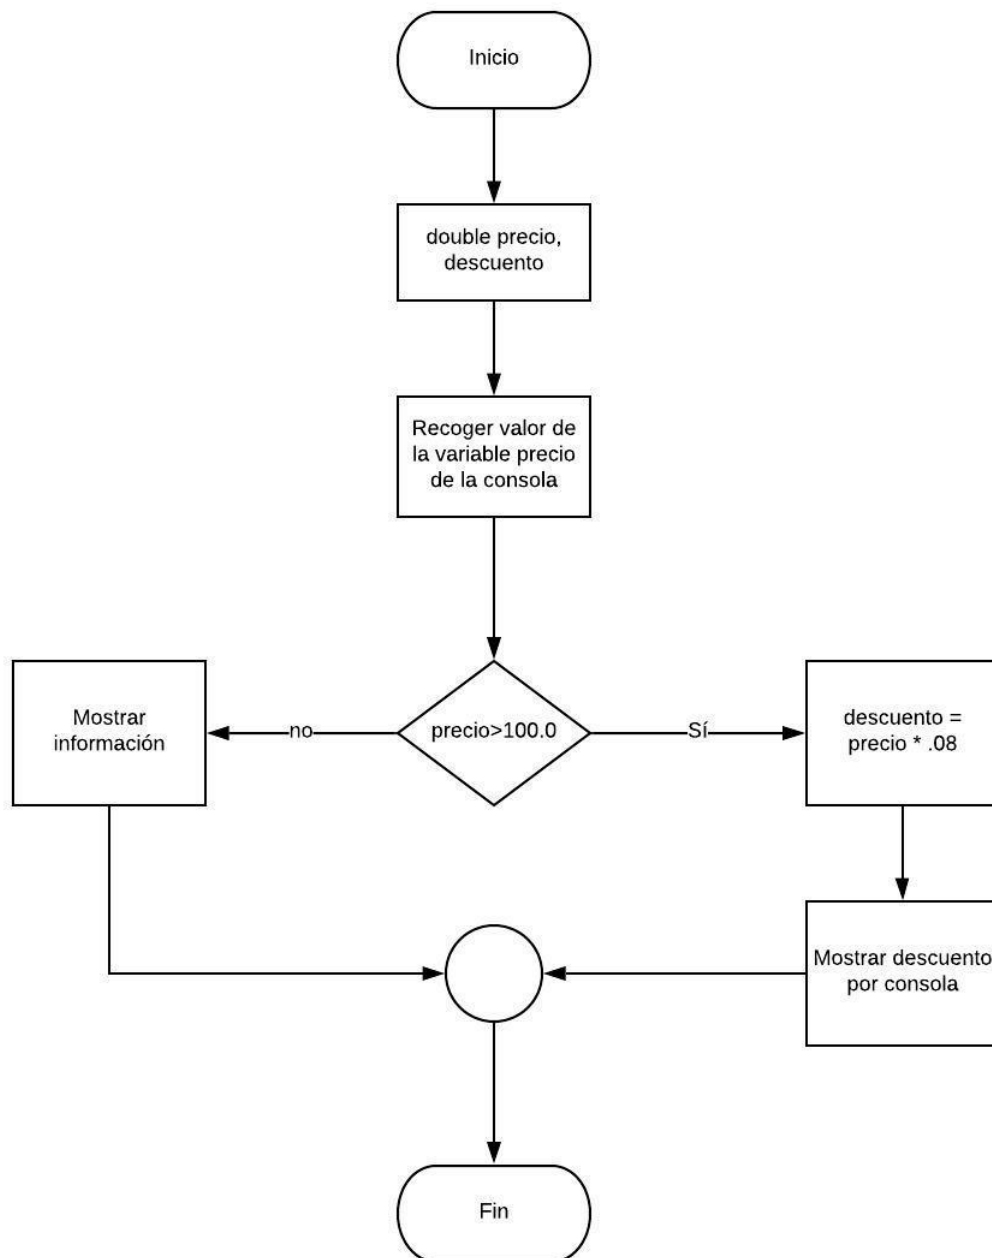 Inicio
double precio,
descuento
Recoger valor de
la variable precio
de la consola
precio>100.0
no
Mostrar
información
Sí
descuento =
precio * .08
Mostrar descuento
por consola
Fin